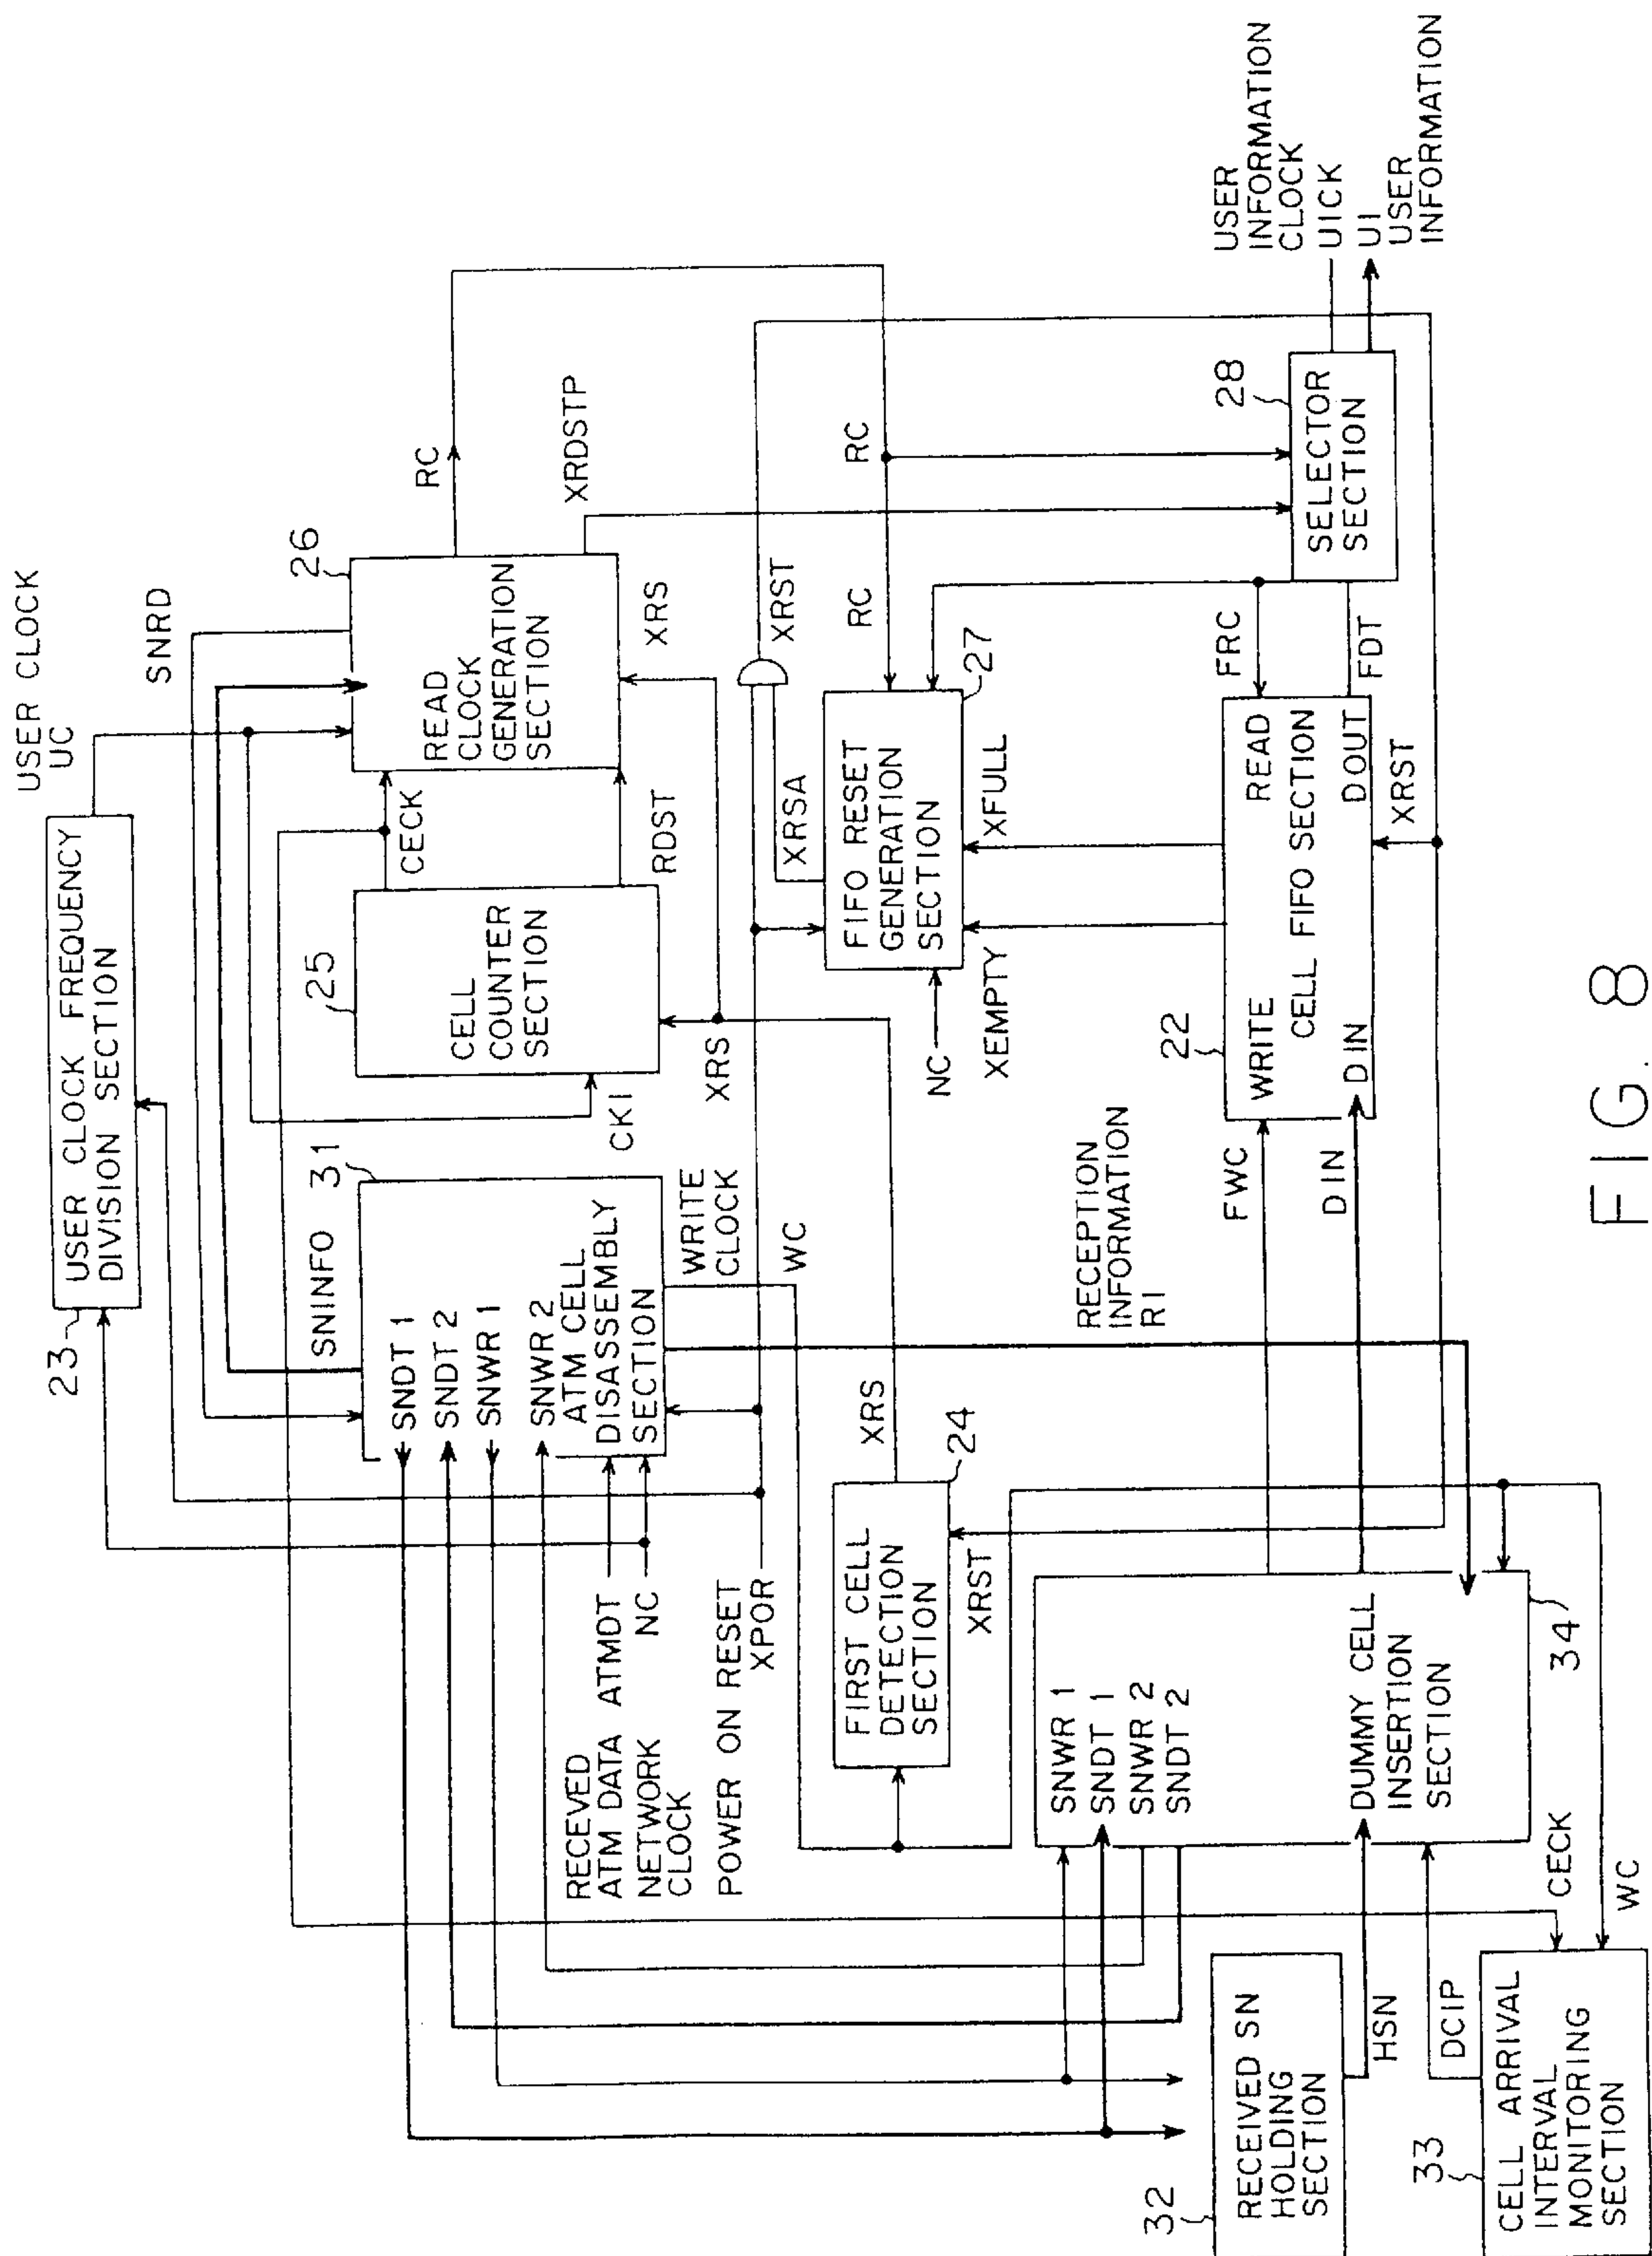 USER CLOCK
UC
SNRD
23
USER CLOCK FREQUENCY
DIVISION SECTION
SNINFO
31
SNDT 1
SNDT 2
SNWR 1
SNWR 2
ATM CELL
DISASSEMBLY
SECTION
25
CELL
COUNTER
SECTION
CKI
CECK
RDST
26
READ
CLOCK
GENERATION
SECTION
RC
XRDSTP
XRS
XRS
RECEVED
ATM DATA ATMDT
NETWORK
CLOCK
NC
POWER ON RESET
XPOR
WRITE
CLOCK
WC
XRST
XRSA
RC
RC
NC
FIFO RESET
GENERATION
SECTION
27
XEMPTY
XFULL
FIRST CELL
DETECTION
SECTION
24
XRS
XRST
RECEPTION
INFORMATION
RI
SNWR 1
SNDT 1
SNWR 2
SNDT 2
DUMMY CELL
INSERTION
SECTION
34
FWC
DIN
22
WRITE
READ
CELL FIFO SECTION
DIN
DOUT
FRC
FDT
XRST
28
SELECTOR
SECTION
USER
INFORMATION
CLOCK
UICK
UI
USER
INFORMATION
32
RECEIVED SN
HOLDING
SECTION
HSN
33
CELL ARRIVAL
INTERVAL
MONITORING
SECTION
DCIP
CECK
WC
FIG. 8